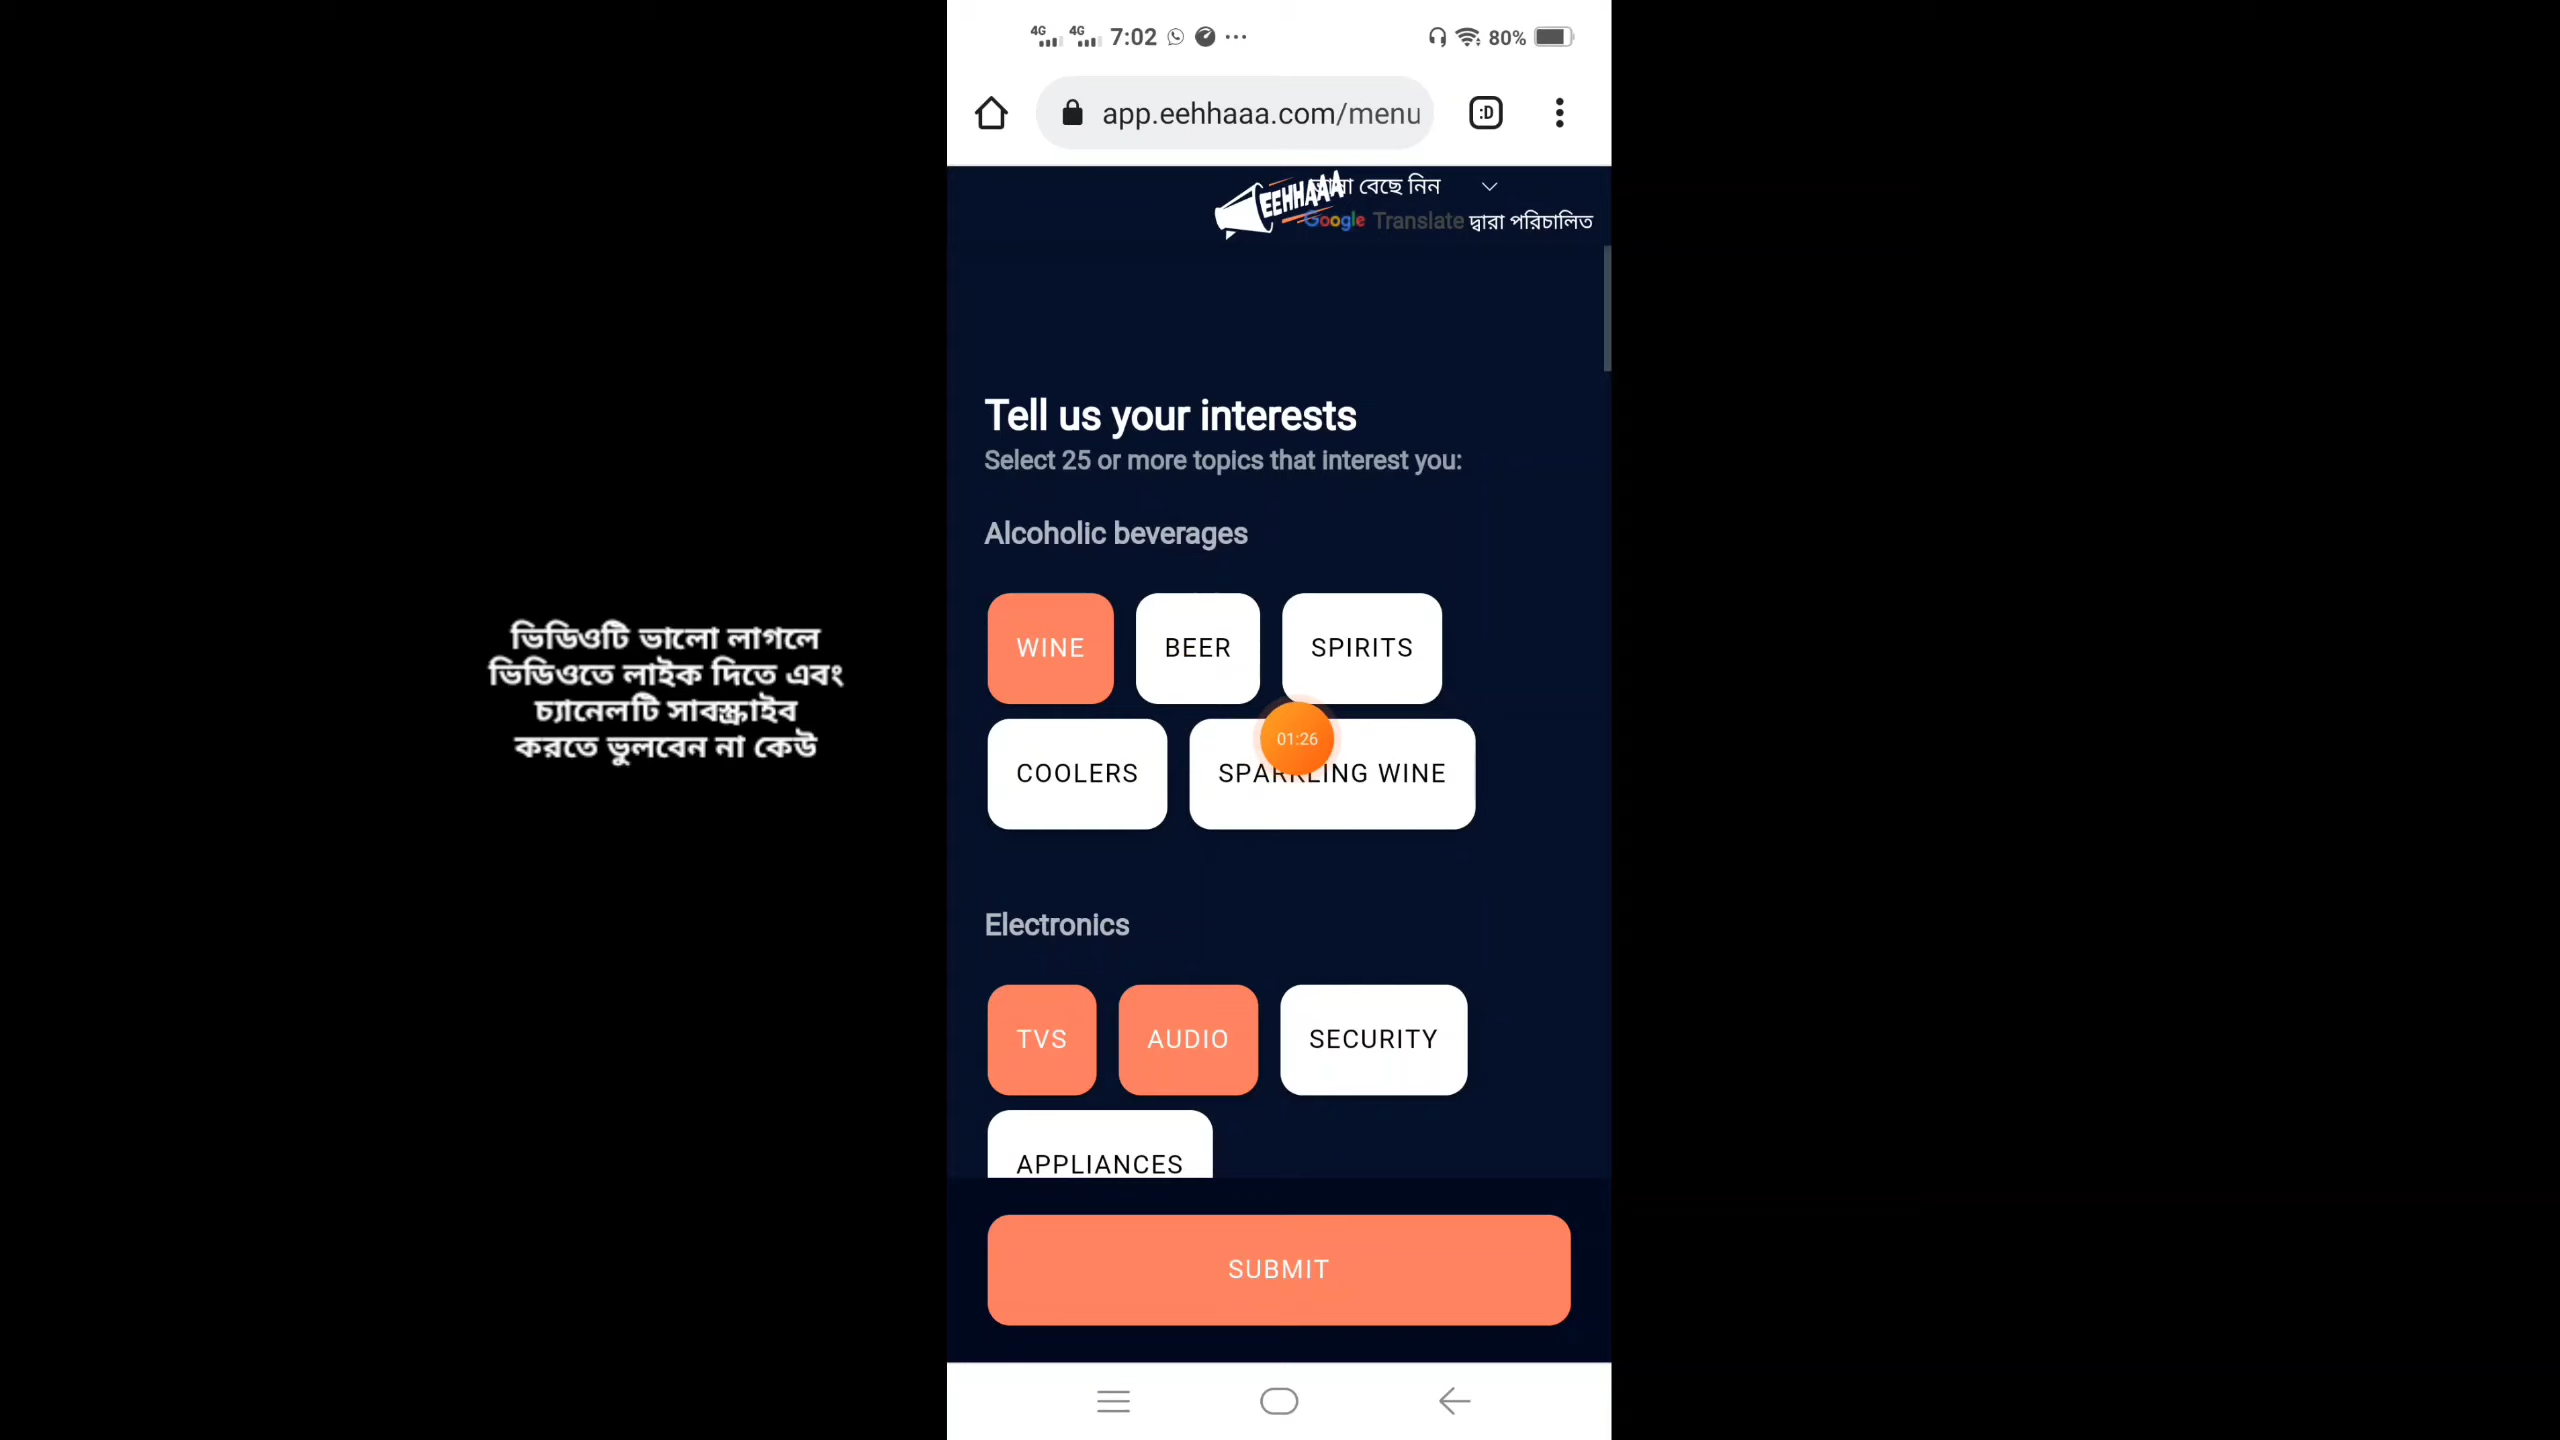 4G 4G 7:02 80%
app.eehhaaa.com/menu
:D
EEHHAAA
বেছে নিন
Google Translate দ্বারা পরিচালিত
Tell us your interests
Select 25 or more topics that interest you:
Alcoholic beverages
WINE BEER SPIRITS
01:26
COOLERS SPARKLING WINE
Electronics
TVS AUDIO SECURITY
APPLIANCES
SUBMIT
ভিডিওটি ভালো লাগলে
ভিডিওতে লাইক দিতে এবং
চ্যানেলটি সাবস্ক্রাইব
করতে ভুলবেন না কেউ